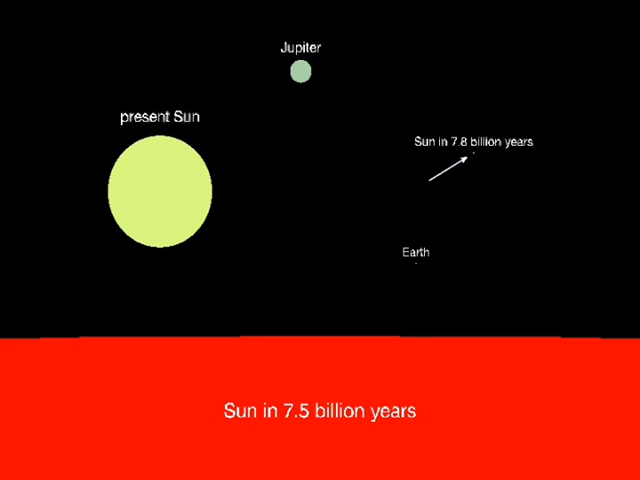 Jupiter
present Sun
Sun in 7.8 billion years
Earth
Sun in 7.5 billion years